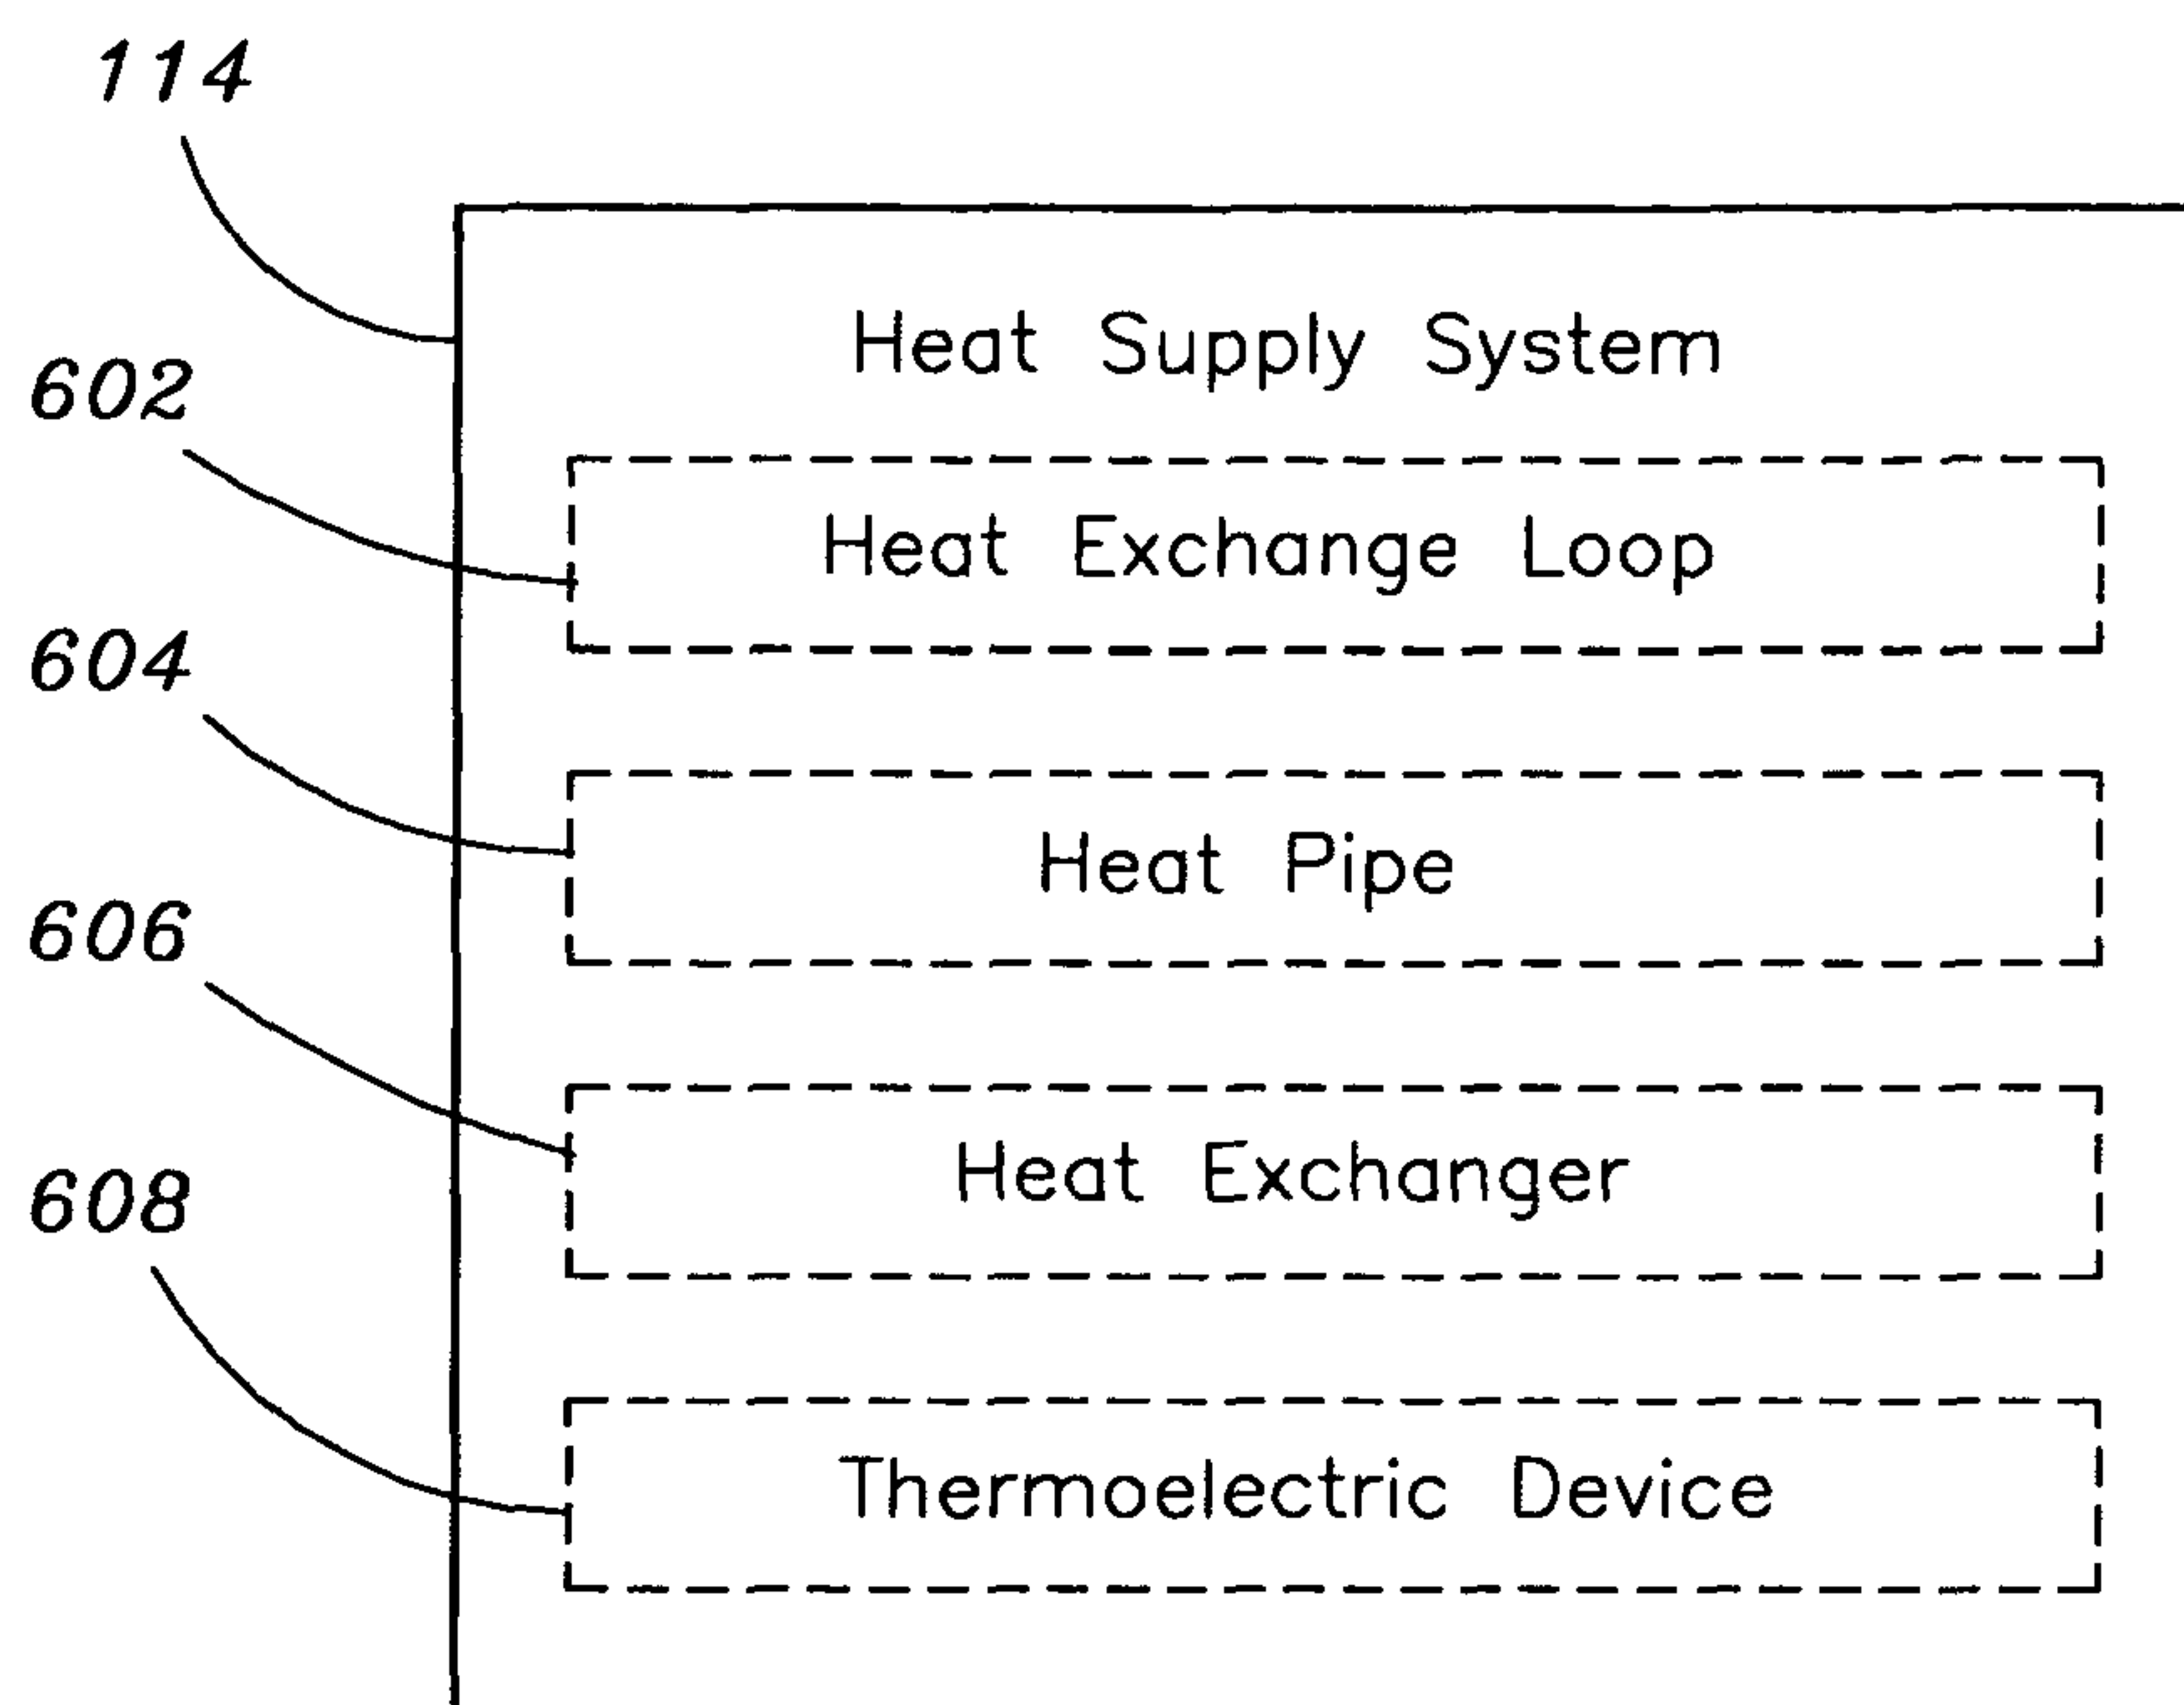 114
Heat Supply System
602
Heat Exchange Loop
604
Heat Pipe
606
Heat Exchanger
608
Thermoelectric Device